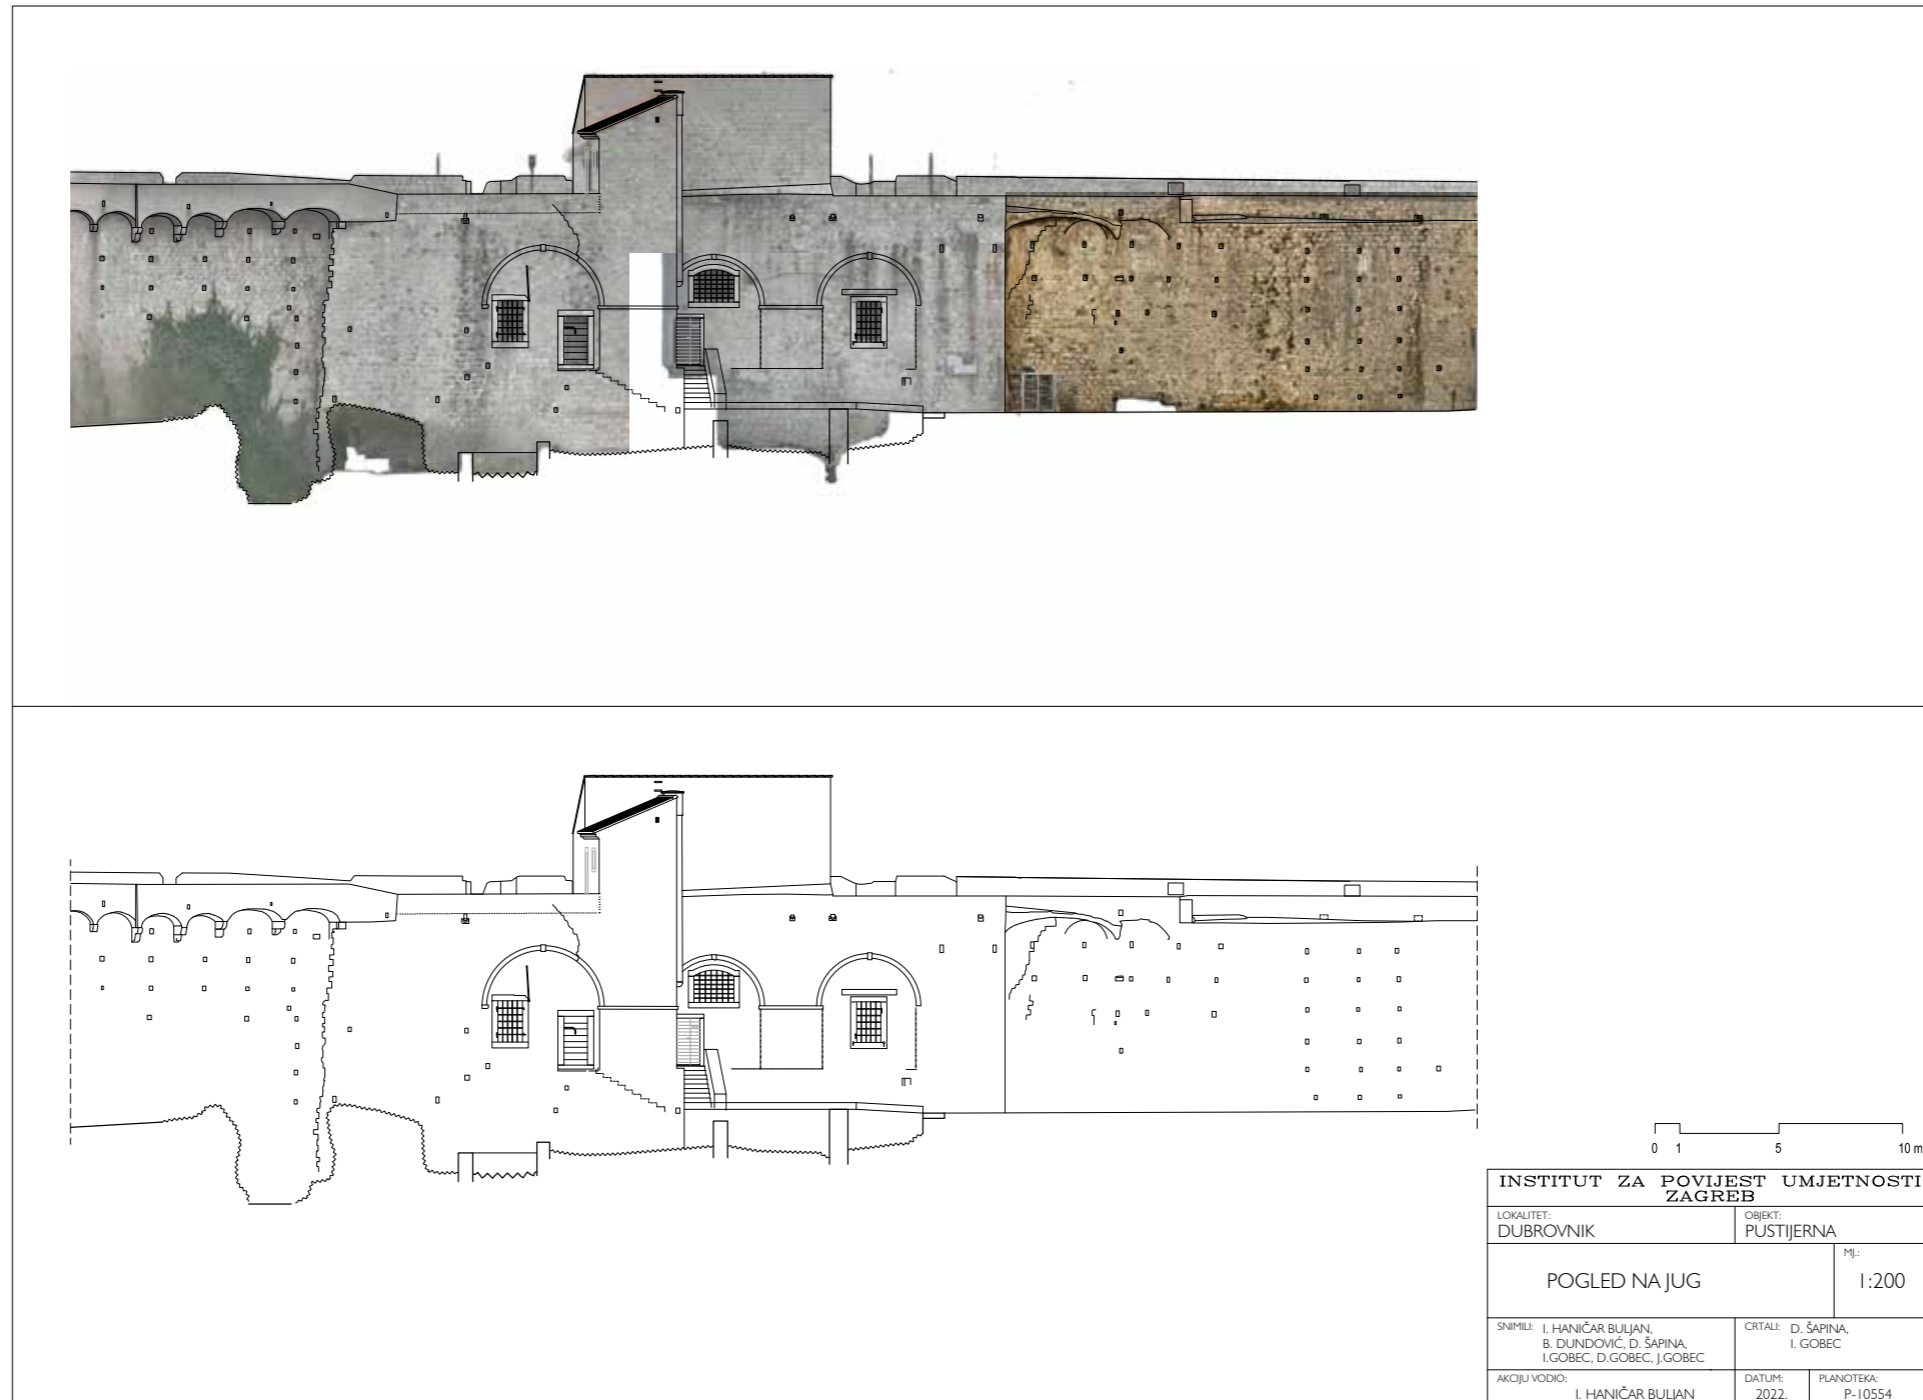 0 1 5 10 m
INSTITUT ZA POVIJEST UMJETNOSTI
ZAGREB
LOKALITET:
DUBROVNIK
OBJEKT:
PUSTIJERNA
POGLED NA JUG
MJ.:
1:200
SNIMILI: I. HANIČAR BULJAN,
B. DUNDOVIĆ, D. ŠAPINA,
I.GOBEC, D.GOBEC, J.GOBEC
CRTALI: D. ŠAPINA,
I. GOBEC
AKCIJU VODIO:
I. HANIČAR BULJAN
DATUM:
2022.
PLANOTEKA:
P-10554